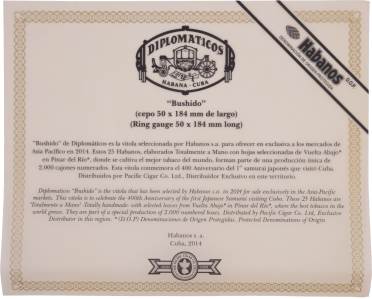 DIPLOMATICOS
HABANA - CUBA
Habanos
DENOMINACIÓN DE ORIGEN PROTEGIDA
D.O.P.
"Bushido"
(cepo 50 x 184 mm de largo)
(Ring gauge 50 x 184 mm long)
"Bushido" de Diplomáticos es la vitola seleccionada por Habanos s.a. para ofrecer en exclusiva a los mercados de
Asia Pacífico en 2014. Estos 25 Habanos, elaborados Totalmente a Mano con hojas seleccionadas de Vuelta Abajo*
en Pinar del Río*, donde se cultiva el mejor tabaco del mundo, forman parte de una producción única de
2.000 cajones numerados. Esta vitola conmemora el 400 Aniversario del 1er samurai japonés que visitó Cuba.
Distribuidos por Pacific Cigar Co. Ltd., Distribuidor Exclusivo en este territorio.
Diplomáticos "Bushido" is the vitola that has been selected by Habanos s.a. in 2014 for sale exclusively in the Asia-Pacific
markets. This vitola is to celebrate the 400th Anniversary of the first Japanese Samurai visiting Cuba. These 25 Habanos are
"Totalmente a Mano" Totally handmade with selected leaves from Vuelta Abajo* in Pinar del Río*, where the best tobacco in the
world grows. They are part of a special production of 2.000 numbered boxes. Distributed by Pacific Cigar Co. Ltd., Exclusive
Distributor in this region. * (D.O.P) Denominaciones de Origen Protegidas. Protected Denominations of Origin.
Habanos s.a.
Cuba, 2014